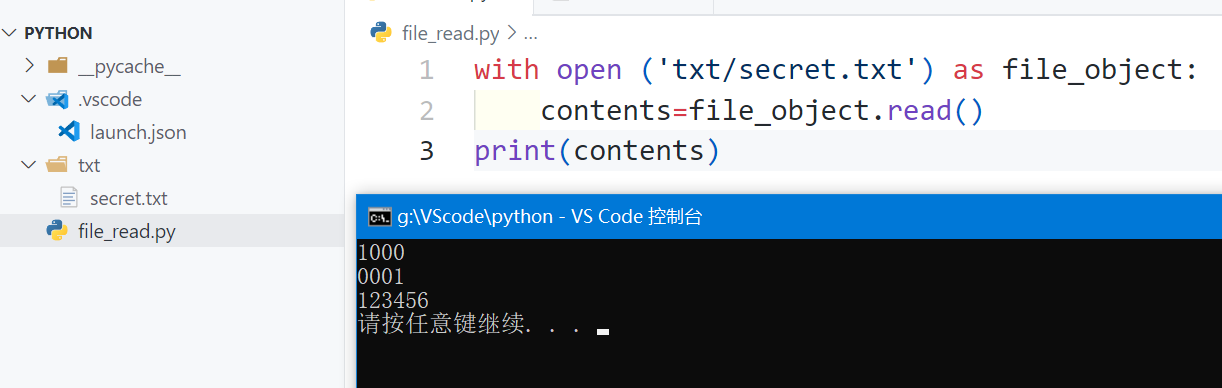 PYTHON
__pycache__
.vscode
launch.json
txt
secret.txt
file_read.py
file_read.py > ...
1 with open ('txt/secret.txt') as file_object:
2 contents=file_object.read()
3 print(contents)
g:\VScode\python - VS Code 控制台
1000
0001
123456
请按任意键继续. . .